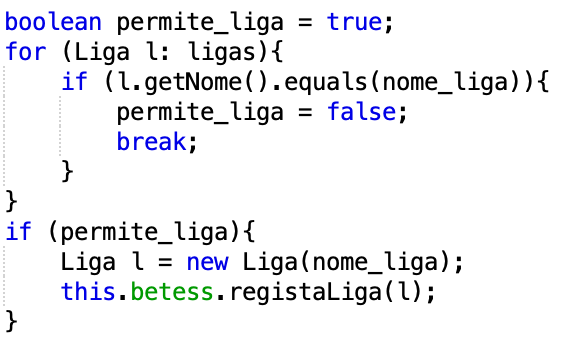 boolean permite_liga = true;
for (Liga l: ligas){
    if (l.getNome().equals(nome_liga)){
        permite_liga = false;
        break;
    }
}
if (permite_liga){
    Liga l = new Liga(nome_liga);
    this.betess.registaLiga(l);
}